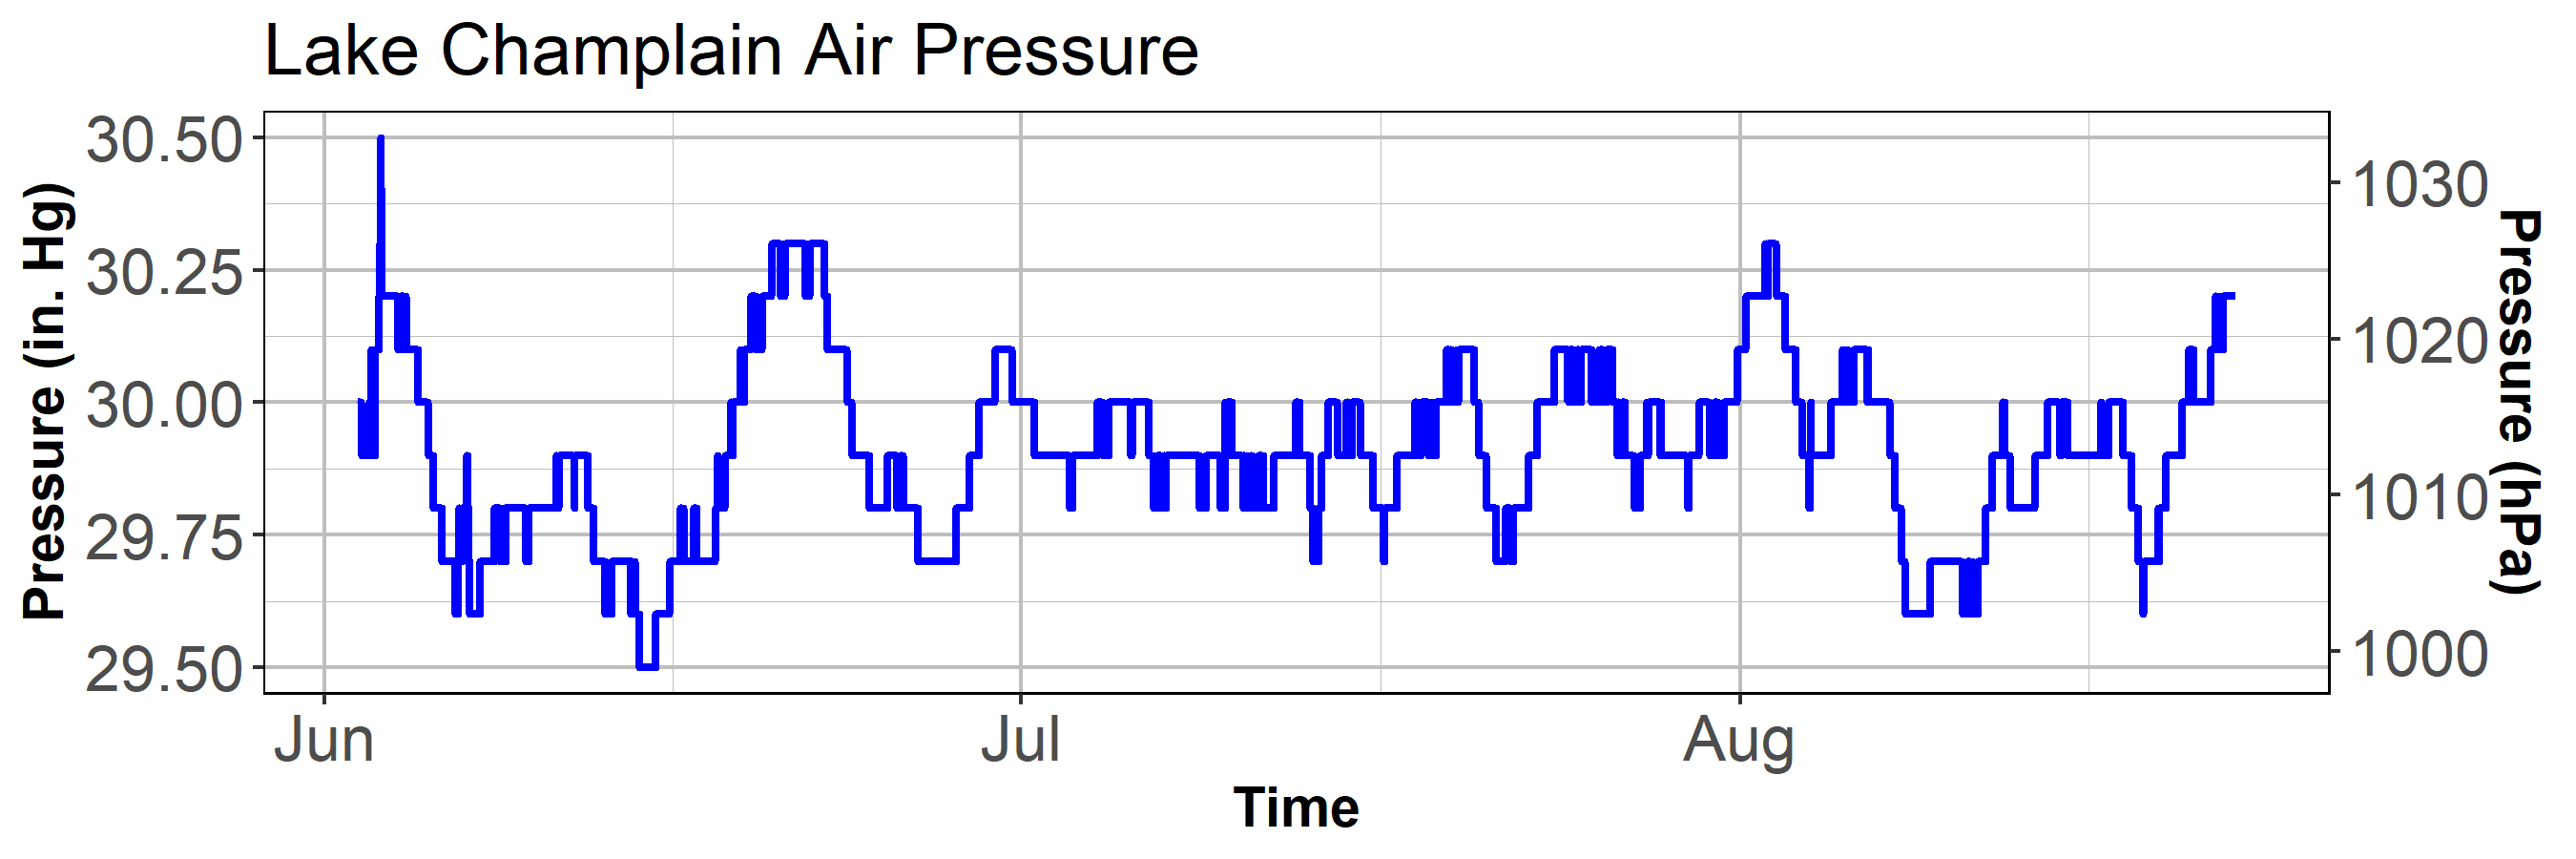 Lake Champlain Air Pressure
Pressure (in. Hg)
30.50
30.25
30.00
29.75
29.50
1030
1020
1010
1000
Pressure (hPa)
Jun Jul Aug
Time